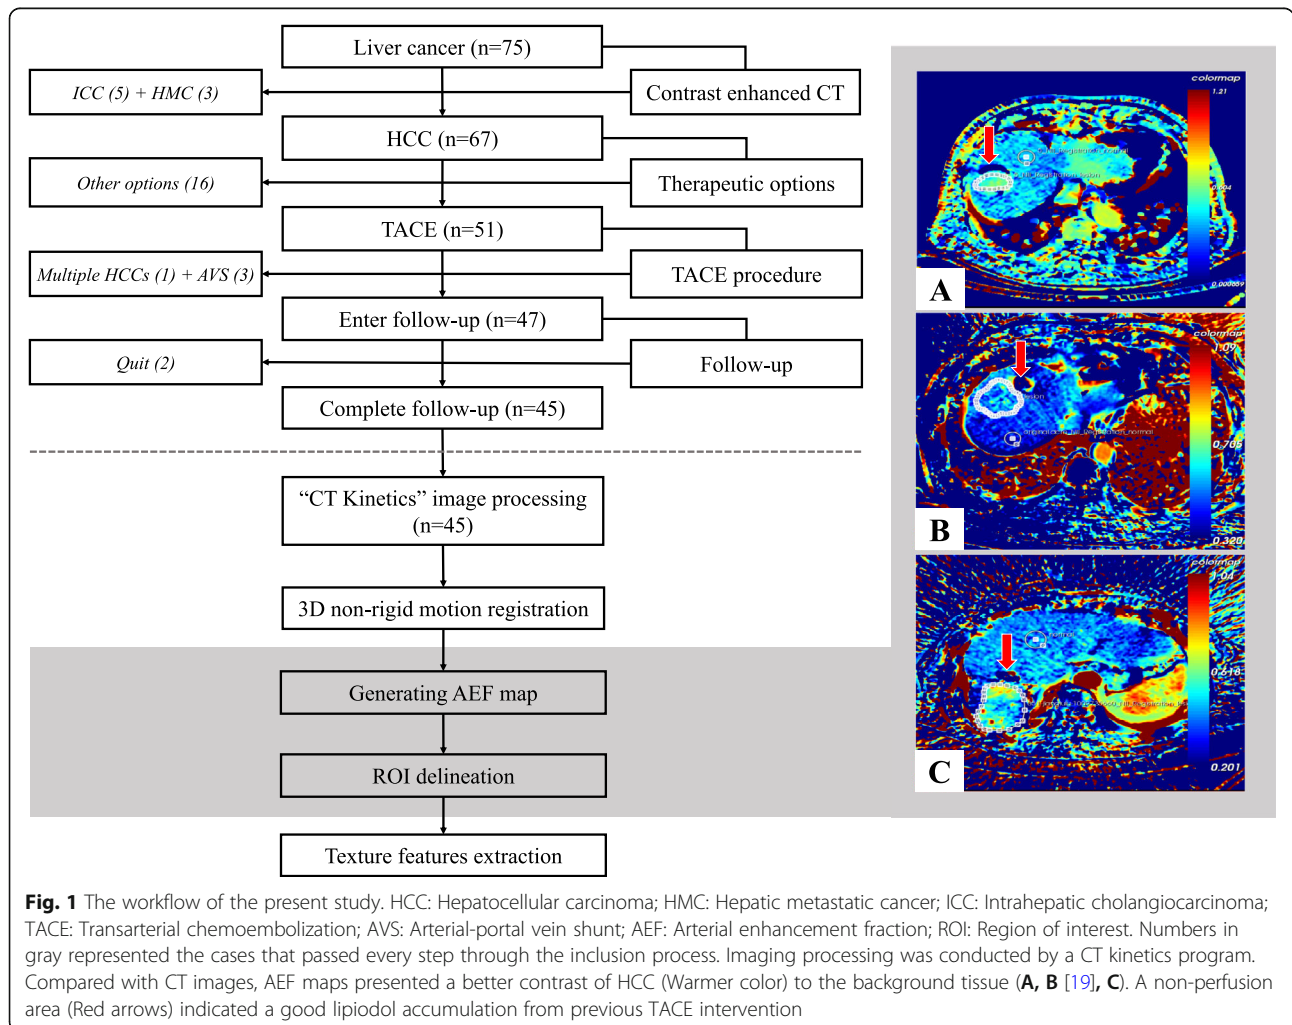 Liver cancer (n=75)
ICC (5) + HMC (3)
Contrast enhanced CT
HCC (n=67)
Other options (16)
Therapeutic options
TACE (n=51)
Multiple HCCs (1) + AVS (3)
TACE procedure
Enter follow-up (n=47)
Quit (2)
Follow-up
Complete follow-up (n=45)
“CT Kinetics” image processing
(n=45)
3D non-rigid motion registration
Generating AEF map
ROI delineation
Texture features extraction
colormap
1.21
0.604
0.000059
A
colormap
1.09
lesion
0.705
0.320
B
colormap
1.04
0.618
0.201
C
Fig. 1 The workflow of the present study. HCC: Hepatocellular carcinoma; HMC: Hepatic metastatic cancer; ICC: Intrahepatic cholangiocarcinoma;
TACE: Transarterial chemoembolization; AVS: Arterial-portal vein shunt; AEF: Arterial enhancement fraction; ROI: Region of interest. Numbers in
gray represented the cases that passed every step through the inclusion process. Imaging processing was conducted by a CT kinetics program.
Compared with CT images, AEF maps presented a better contrast of HCC (Warmer color) to the background tissue (A, B [19], C). A non-perfusion
area (Red arrows) indicated a good lipiodol accumulation from previous TACE intervention